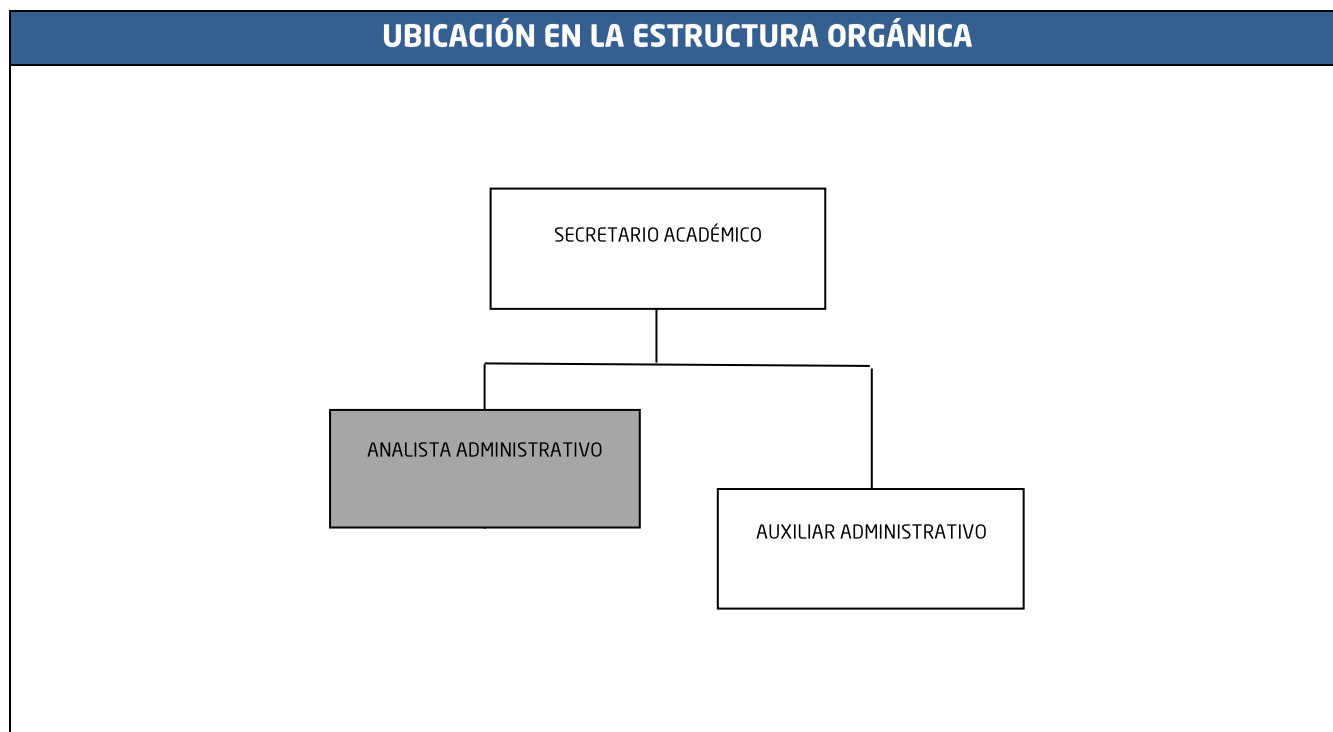 UBICACIÓN EN LA ESTRUCTURA ORGÁNICA
SECRETARIO ACADÉMICO
ANALISTA ADMINISTRATIVO
AUXILIAR ADMINISTRATIVO